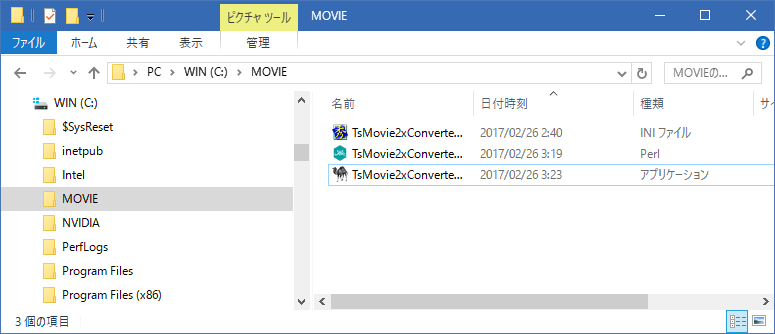 ピクチャ ツール
MOVIE
ファイル
ホーム
共有
表示
管理
PC
WIN (C:)
MOVIE
MOVIEの...
WIN (C:)
$SysReset
inetpub
Intel
MOVIE
NVIDIA
PerfLogs
Program Files
Program Files (x86)
名前
日付時刻
種類
サイ
TsMovie2xConverte...
2017/02/26 2:40
INI ファイル
TsMovie2xConverte...
2017/02/26 3:19
Perl
TsMovie2xConverte...
2017/02/26 3:23
アプリケーション
3 個の項目